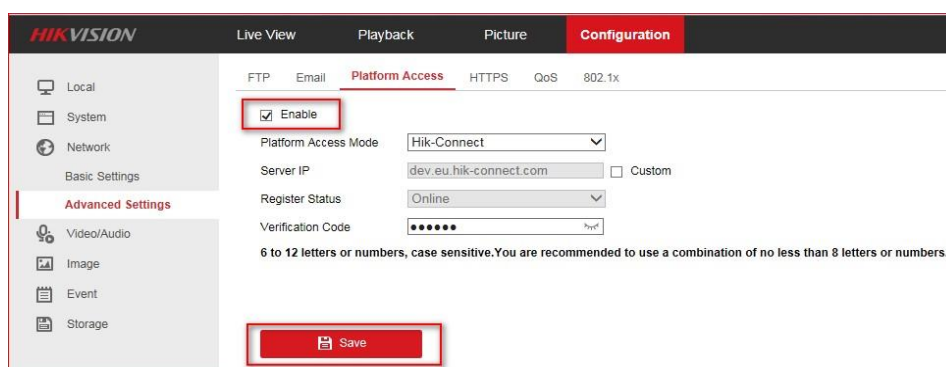 HIKVISION Live View Playback Picture Configuration
FTP Email Platform Access HTTPS QoS 802.1x
Local
System
Network
Basic Settings
Advanced Settings
Video/Audio
Image
Event
Storage
Enable
Platform Access Mode Hik-Connect
Server IP dev.eu.hik-connect.com Custom
Register Status Online
Verification Code ●●●●●●
6 to 12 letters or numbers, case sensitive.You are recommended to use a combination of no less than 8 letters or numbers.
Save